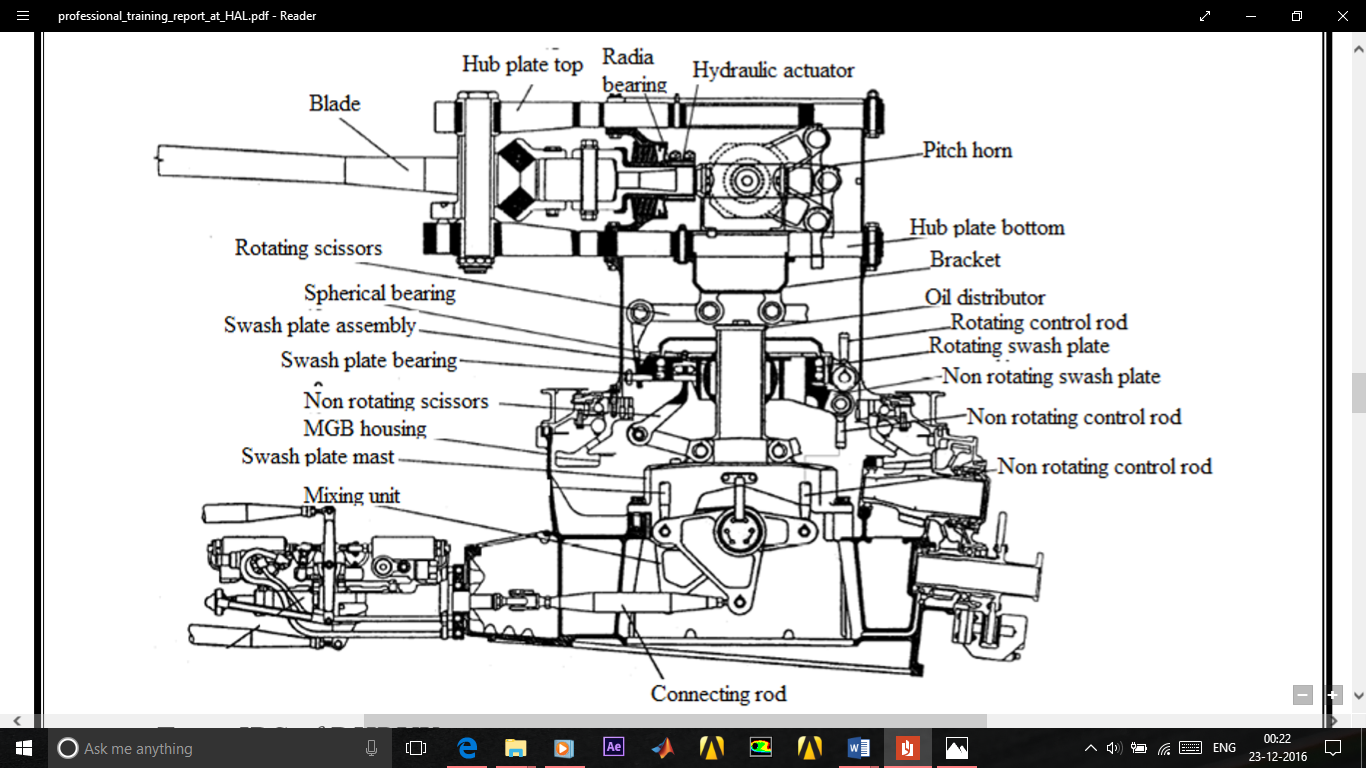 professional_training_report_at_HAL.pdf - Reader
Hub plate top
Radia
bearing
Hydraulic actuator
Blade
Pitch horn
Hub plate bottom
Rotating scissors
Bracket
Spherical bearing
Oil distributor
Swash plate assembly
Rotating control rod
Rotating swash plate
Swash plate bearing
Non rotating swash plate
Non rotating scissors
Non rotating control rod
MGB housing
Swash plate mast
Non rotating control rod
Mixing unit
Connecting rod
Ask me anything
Ae
ENG
00:22
23-12-2016